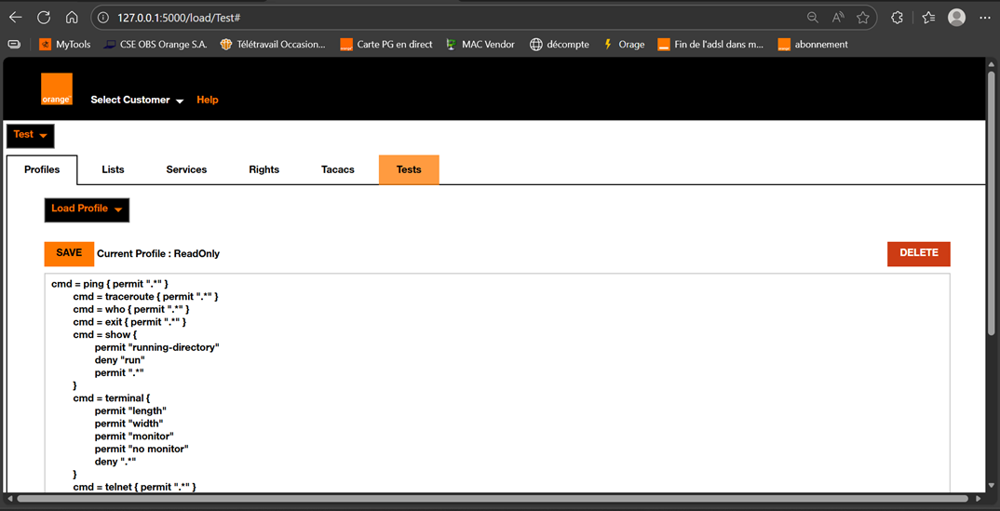 127.0.0.1:5000/load/Test#
MyTools CSE OBS Orange S.A. Télétravail Occasion... Carte PG en direct MAC Vendor décompte Orage Fin de l'adsl dans m... abonnement
orange
Select Customer Help
Test
Profiles Lists Services Rights Tacacs Tests
Load Profile
SAVE Current Profile : ReadOnly DELETE
cmd = ping { permit ".*" }
cmd = traceroute { permit ".*" }
cmd = who { permit ".*" }
cmd = exit { permit ".*" }
cmd = show {
permit "running-directory"
deny "run"
permit ".*"
}
cmd = terminal {
permit "length"
permit "width"
permit "monitor"
permit "no monitor"
deny ".*"
}
cmd = telnet { permit ".*" }